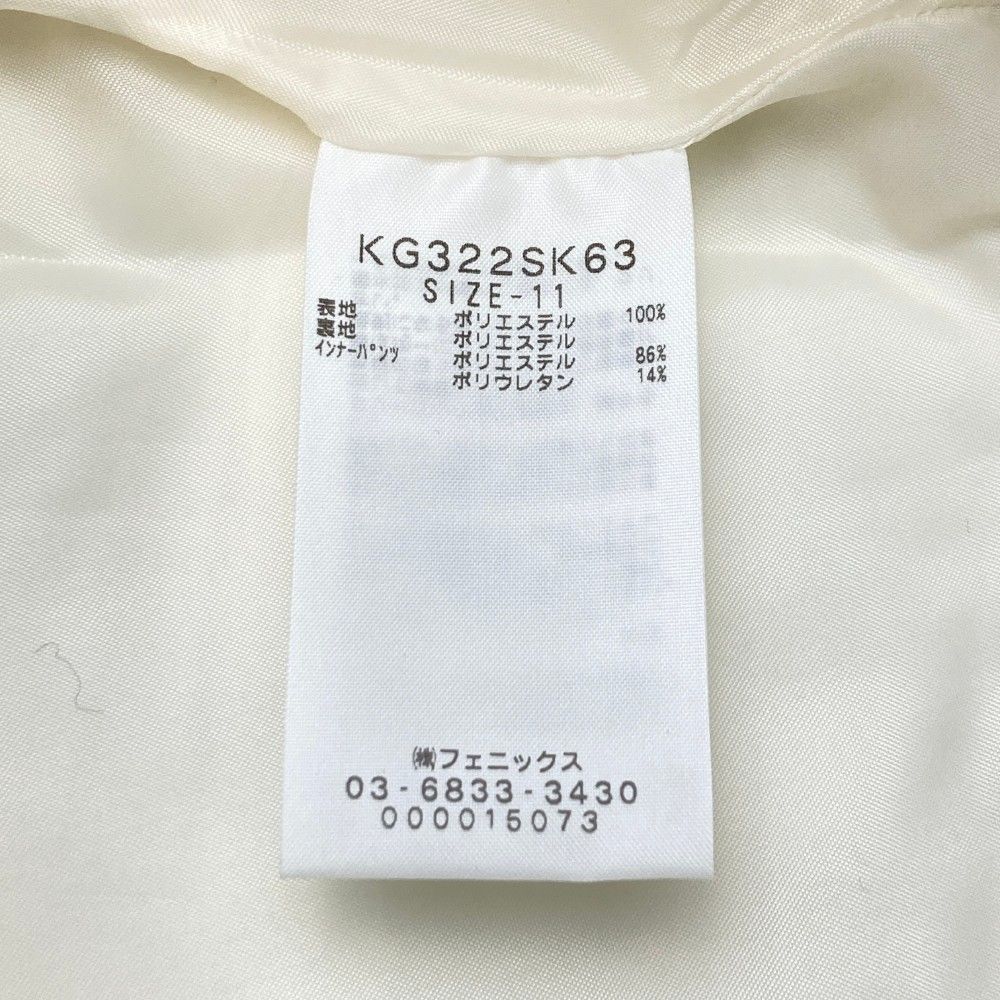 KG322SK63
SIZE-11
表地 ポリエステル 100%
裏地 ポリエステル
インナーパンツ ポリエステル 86%
ポリウレタン 14%
㈱フェニックス
03-6833-3430
000015073